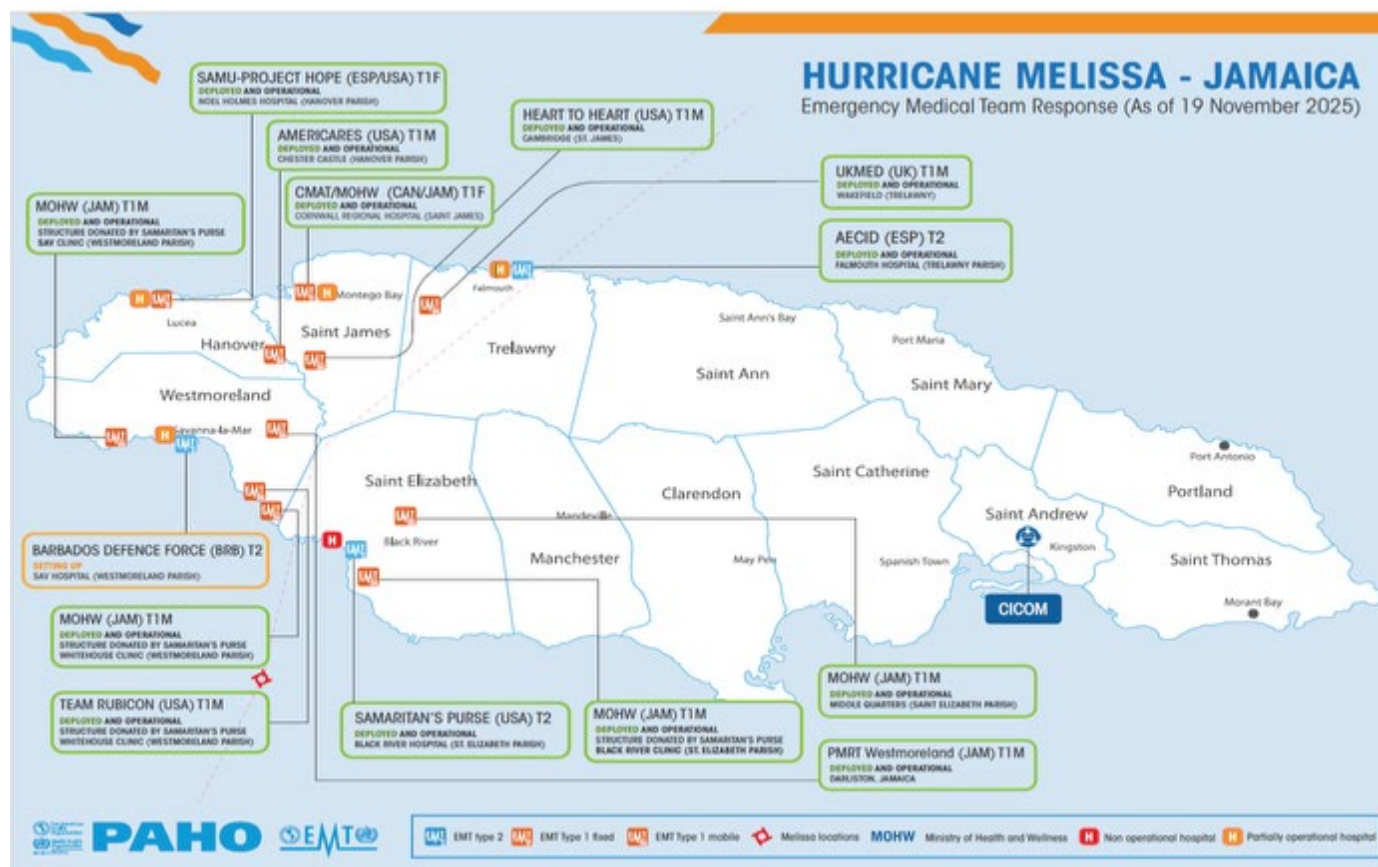 HURRICANE MELISSA - JAMAICA
Emergency Medical Team Response (As of 19 November 2025)
SAMU-PROJECT HOPE (ESP/USA) T1F
DEPLOYED AND OPERATIONAL
NOEL HOLMES HOSPITAL (HANOVER PARISH)
AMERICARES (USA) T1M
DEPLOYED AND OPERATIONAL
CHESTER CASTLE (HANOVER PARISH)
HEART TO HEART (USA) T1M
DEPLOYED AND OPERATIONAL
CAMBRIDGE (ST. JAMES)
CMAT/MOHW (CAN/JAM) T1F
DEPLOYED AND OPERATIONAL
CORNWALL REGIONAL HOSPITAL (SAINT JAMES)
UKMED (UK) T1M
DEPLOYED AND OPERATIONAL
WAKEFIELD (TRELAWNY)
MOHW (JAM) T1M
DEPLOYED AND OPERATIONAL
STRUCTURE DONATED BY SAMARITAN'S PURSE
SAV CLINIC (WESTMORELAND PARISH)
AECID (ESP) T2
DEPLOYED AND OPERATIONAL
FALMOUTH HOSPITAL (TRELAWNY PARISH)
H
H
H
Montego Bay
Falmouth
Lucea
Hanover
Saint James
Trelawny
Saint Ann's Bay
Saint Ann
Port Maria
Saint Mary
Westmoreland
H
Savanna-la-Mar
Port Antonio
Portland
Saint Elizabeth
Clarendon
Saint Catherine
Saint Andrew
Kingston
Mandeville
H
Black River
Manchester
May Pen
Spanish Town
Saint Thomas
Morant Bay
CICOM
BARBADOS DEFENCE FORCE (BRB) T2
SETTING UP
SAV HOSPITAL (WESTMORELAND PARISH)
MOHW (JAM) T1M
DEPLOYED AND OPERATIONAL
STRUCTURE DONATED BY SAMARITAN'S PURSE
WHITEHOUSE CLINIC (WESTMORELAND PARISH)
TEAM RUBICON (USA) T1M
DEPLOYED AND OPERATIONAL
STRUCTURE DONATED BY SAMARITAN'S PURSE
WHITEHOUSE CLINIC (WESTMORELAND PARISH)
SAMARITAN'S PURSE (USA) T2
DEPLOYED AND OPERATIONAL
BLACK RIVER HOSPITAL (ST. ELIZABETH PARISH)
MOHW (JAM) T1M
DEPLOYED AND OPERATIONAL
STRUCTURE DONATED BY SAMARITAN'S PURSE
BLACK RIVER CLINIC (ST. ELIZABETH PARISH)
MOHW (JAM) T1M
DEPLOYED AND OPERATIONAL
MIDDLE QUARTERS (SAINT ELIZABETH PARISH)
PMRT Westmoreland (JAM) T1M
DEPLOYED AND OPERATIONAL
DARLISTON, JAMAICA
PAHO
EMT
EMT type 2
EMT Type 1 fixed
EMT Type 1 mobile
Melissa locations
MOHW Ministry of Health and Wellness
H Non operational hospital
H Partially operational hospital